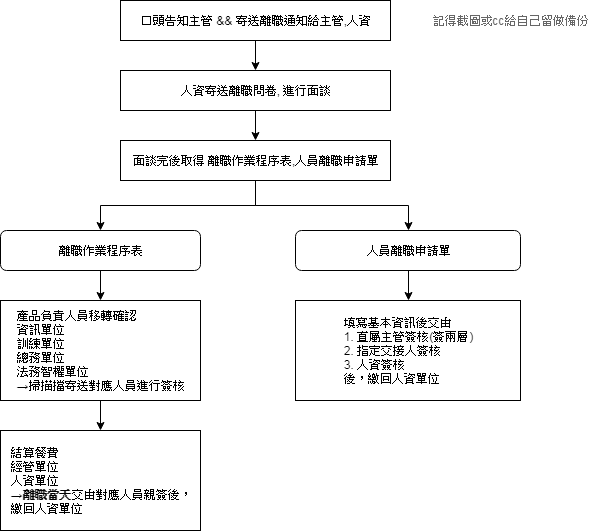 口頭告知主管 && 寄送離職通知給主管,人資
記得截圖或cc給自己留做備份
人資寄送離職問卷, 進行面談
面談完後取得 離職作業程序表,人員離職申請單
離職作業程序表
人員離職申請單
產品負責人員移轉確認
資訊單位
訓練單位
總務單位
法務智權單位
→掃描擋寄送對應人員進行簽核
填寫基本資訊後交由
1. 直屬主管簽核(簽兩層)
2. 指定交接人簽核
3. 人資簽核
後，繳回人資單位
結算餐費
經管單位
人資單位
→離職當天交由對應人員親簽後，
繳回人資單位